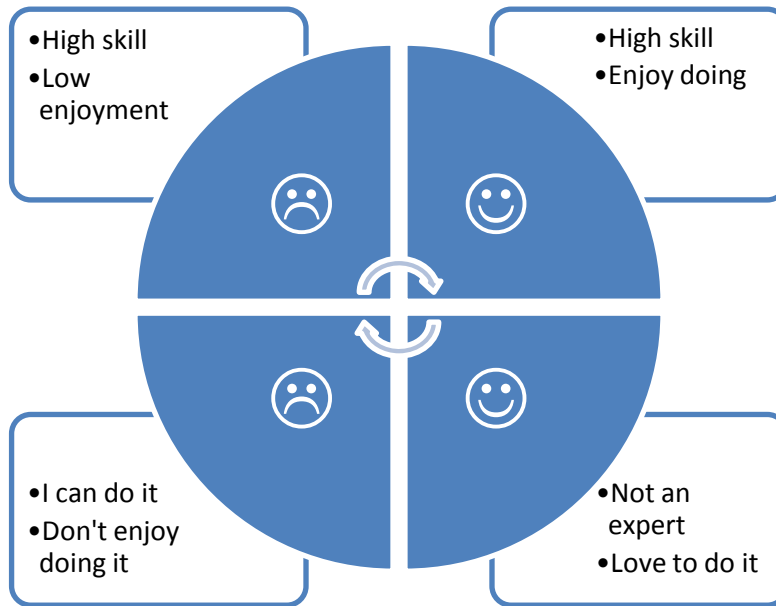 •High skill
•Low
enjoyment
•High skill
•Enjoy doing
•I can do it
•Don't enjoy
doing it
•Not an
expert
•Love to do it